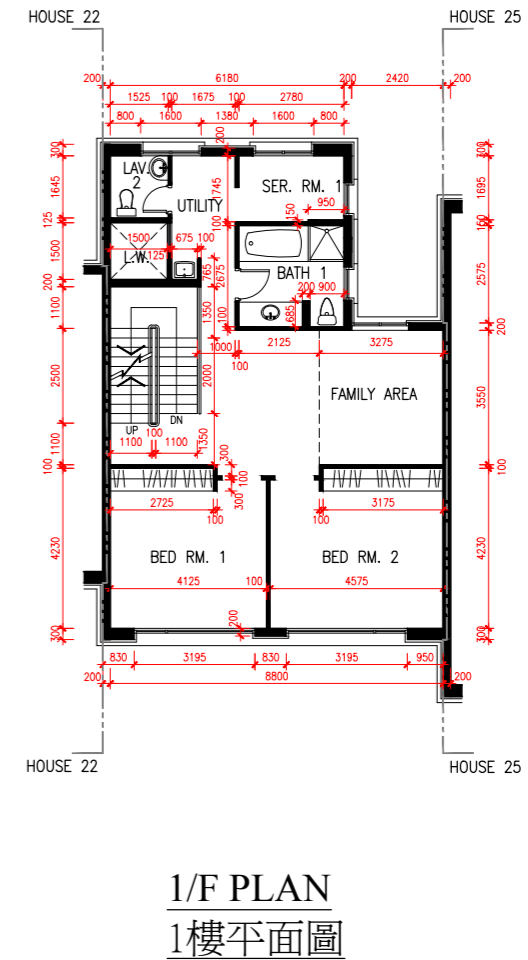 HOUSE 22 HOUSE 25
200 6180 200 2420 200
1525 100 1675 100 2780
800 1600 1380 1600 800
200
300 300
LAV. 2
1645 1745 SER. RM. 1 1695
UTILITY 950
125 100 150 150
1500 675 100
L.W. 125
1500 765 2675 BATH 1 2575
200 200 900
1100 1350 100 685 200
1000 2125 3275
100
2500 2000 FAMILY AREA 3550
UP DN
100
1100 1100 1350
1100
100 300 100 100
300
2725 3175
100 100
4230 BED RM. 1 BED RM. 2 4230
4125 100 4575
200
300 300
830 3195 830 3195 950
200 8800 200
HOUSE 22 HOUSE 25
1/F PLAN
1樓平面圖